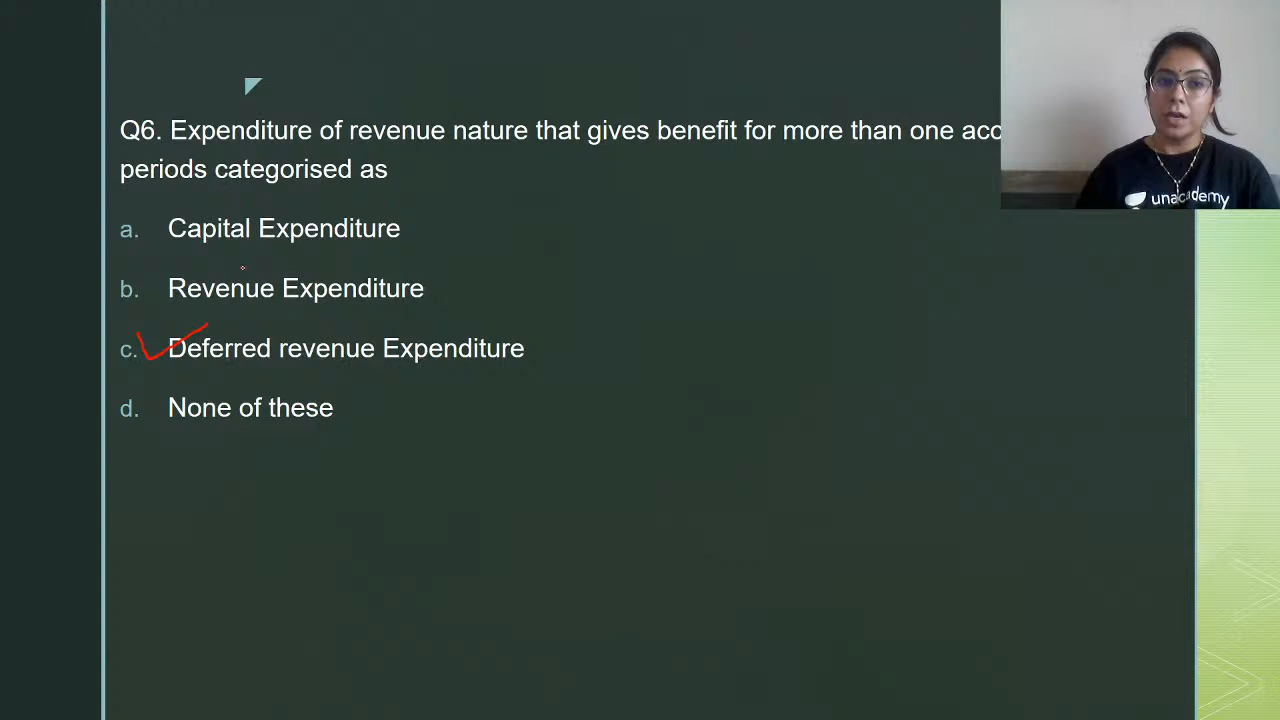 Q6. Expenditure of revenue nature that gives benefit for more than one acc
periods categorised as
a. Capital Expenditure
b. Revenue Expenditure
c. Deferred revenue Expenditure
d. None of these
unacademy